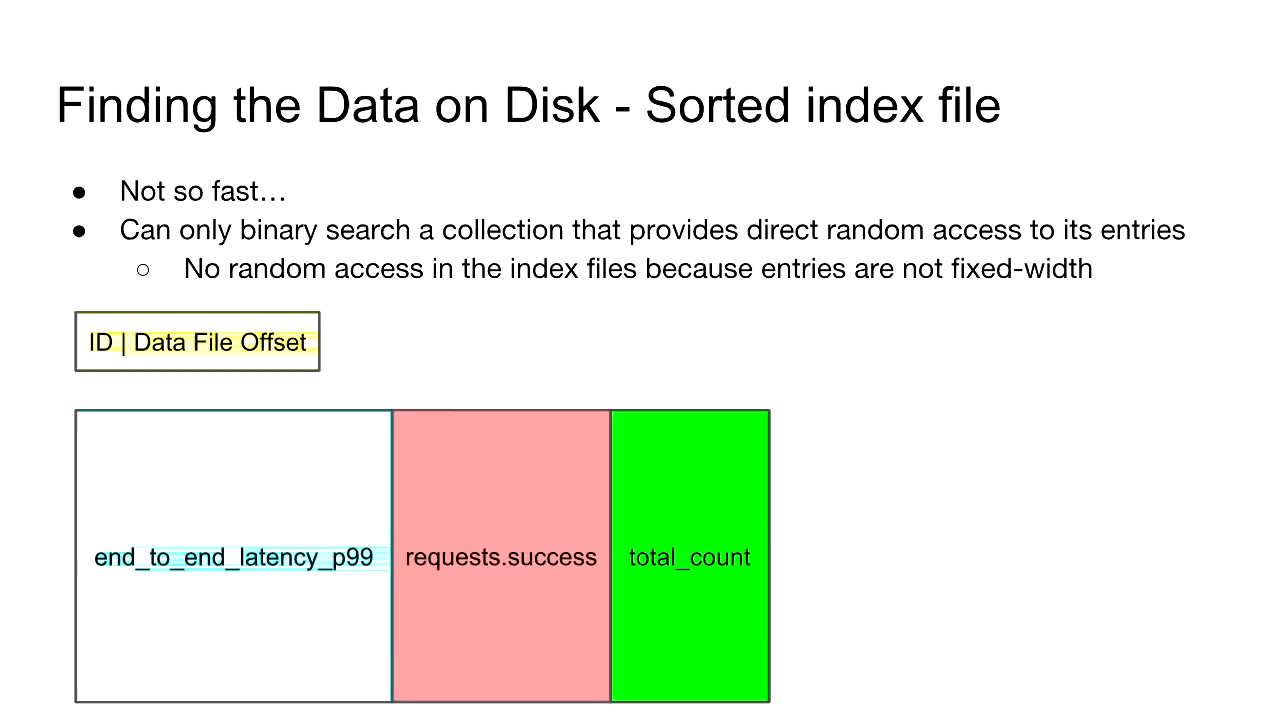 Finding the Data on Disk - Sorted index file
● Not so fast…
● Can only binary search a collection that provides direct random access to its entries
○ No random access in the index files because entries are not fixed-width
ID | Data File Offset
end_to_end_latency_p99 requests.success total_count